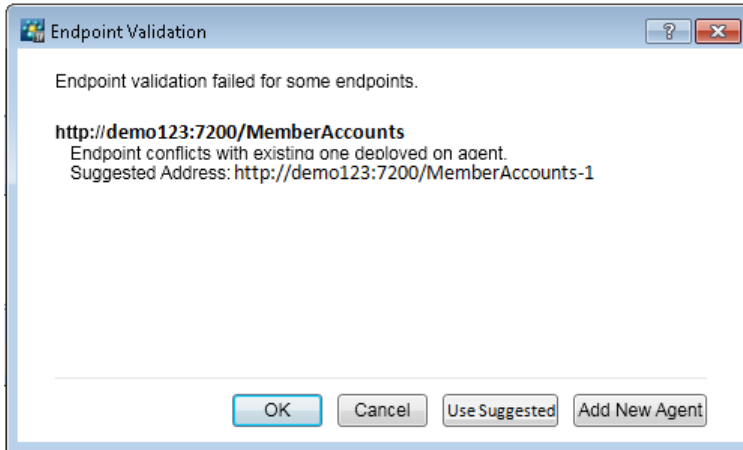 Endpoint Validation
Endpoint validation failed for some endpoints.
http://demo123:7200/MemberAccounts
Endpoint conflicts with existing one deployed on agent.
Suggested Address: http://demo123:7200/MemberAccounts-1
OK Cancel Use Suggested Add New Agent